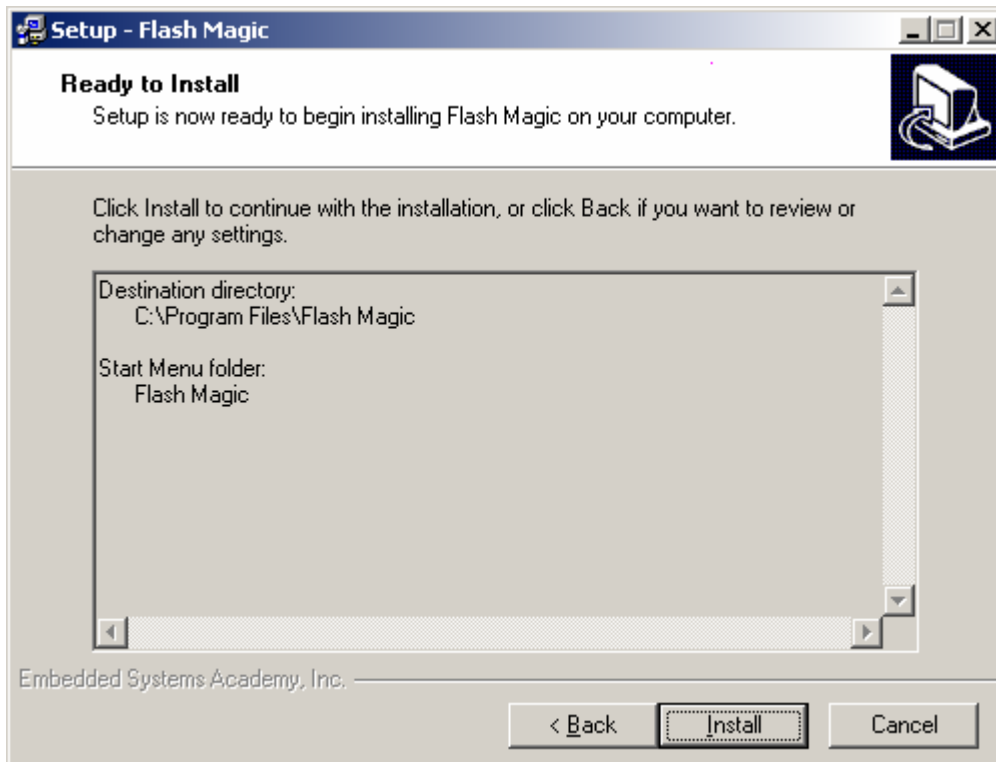 Setup - Flash Magic
Ready to Install
Setup is now ready to begin installing Flash Magic on your computer.
Click Install to continue with the installation, or click Back if you want to review or
change any settings.
Destination directory:
C:\Program Files\Flash Magic
Start Menu folder:
Flash Magic
Embedded Systems Academy, Inc.
< Back
Install
Cancel